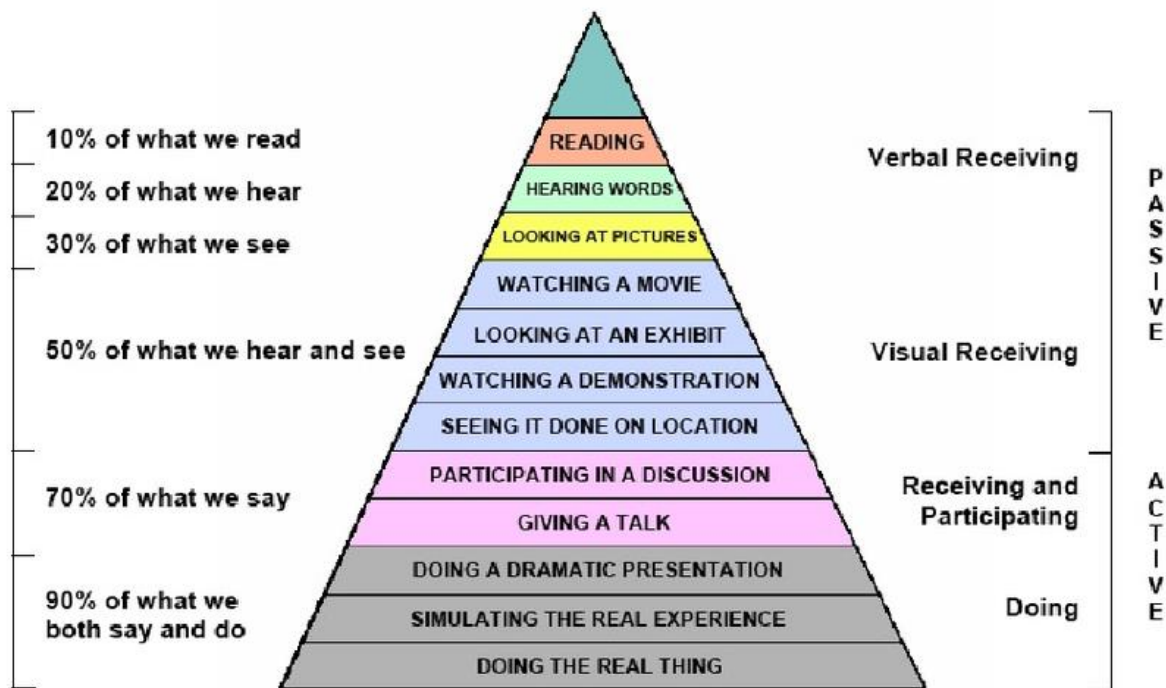 10% of what we read
20% of what we hear
30% of what we see
50% of what we hear and see
70% of what we say
90% of what we
both say and do
READING
HEARING WORDS
LOOKING AT PICTURES
WATCHING A MOVIE
LOOKING AT AN EXHIBIT
WATCHING A DEMONSTRATION
SEEING IT DONE ON LOCATION
PARTICIPATING IN A DISCUSSION
GIVING A TALK
DOING A DRAMATIC PRESENTATION
SIMULATING THE REAL EXPERIENCE
DOING THE REAL THING
Verbal Receiving
Visual Receiving
Receiving and
Participating
Doing
PASSIVE
ACTIVE